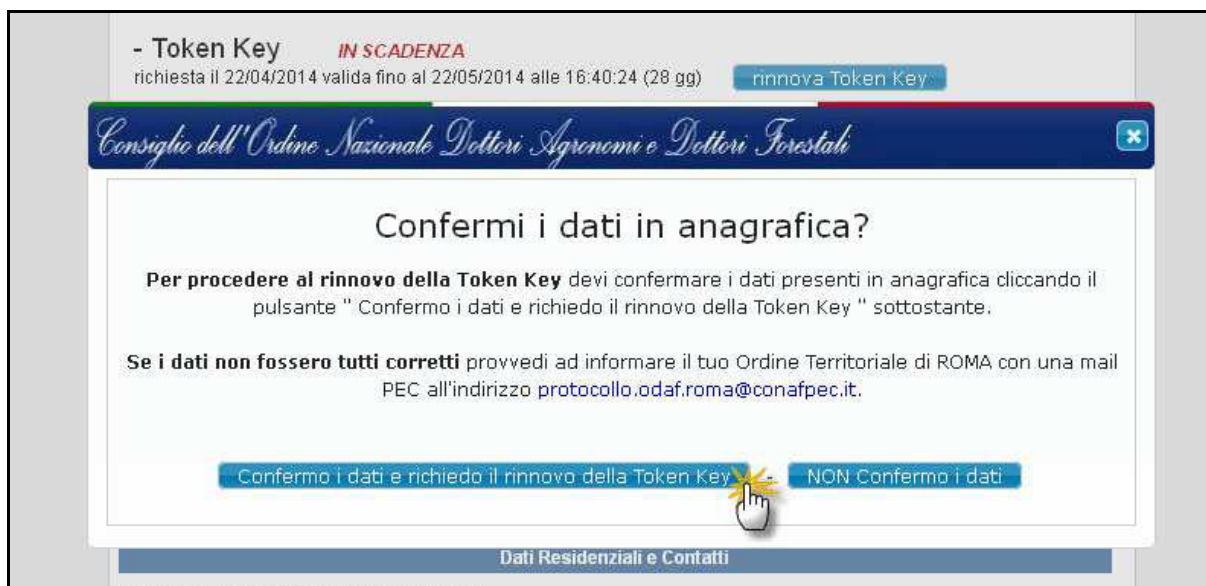 - Token Key IN SCADENZA
richiesta il 22/04/2014 valida fino al 22/05/2014 alle 16:40:24 (28 gg) rinnova Token Key
Consiglio dell'Ordine Nazionale Dottori Agronomi e Dottori Forestali
Confermi i dati in anagrafica?
Per procedere al rinnovo della Token Key devi confermare i dati presenti in anagrafica cliccando il
pulsante " Confermo i dati e richiedo il rinnovo della Token Key " sottostante.
Se i dati non fossero tutti corretti provvedi ad informare il tuo Ordine Territoriale di ROMA con una mail
PEC all'indirizzo protocollo.odaf.roma@conafpec.it.
Confermo i dati e richiedo il rinnovo della Token Key - NON Confermo i dati
Dati Residenziali e Contatti